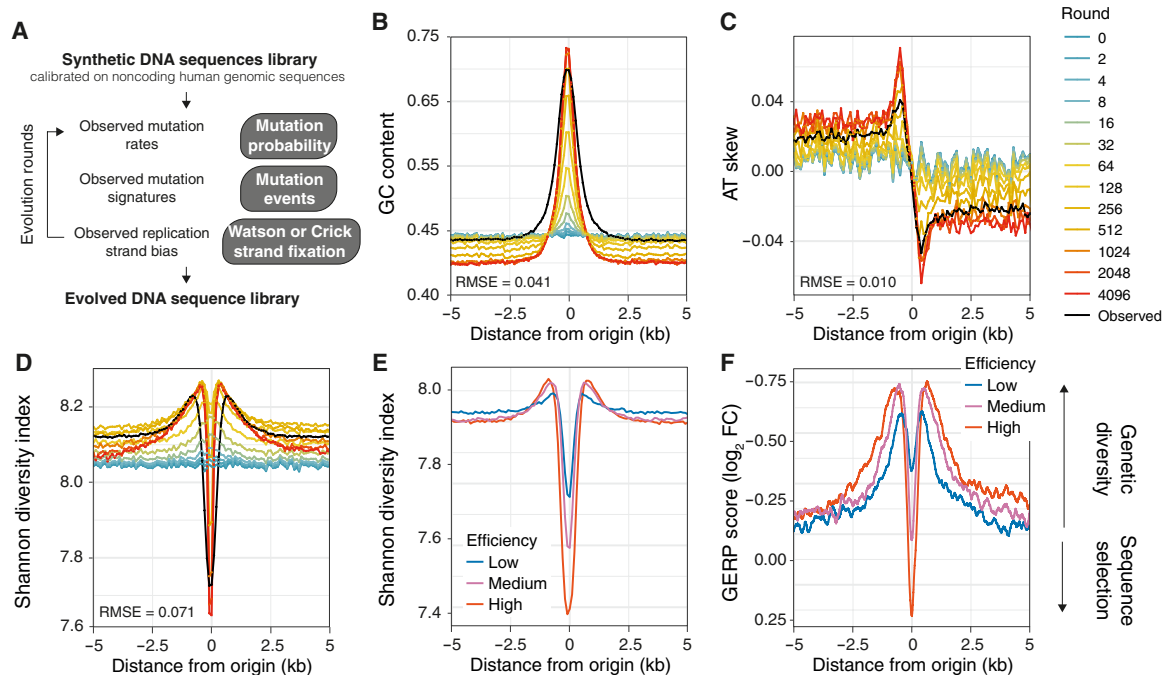 A
Synthetic DNA sequences library
calibrated on noncoding human genomic sequences
Evolution rounds
Observed mutation
rates
Mutation
probability
Observed mutation
signatures
Mutation
events
Observed replication
strand bias
Watson or Crick
strand fixation
Evolved DNA sequence library
B
GC content
0.75
0.65
0.55
0.45
0.40
RMSE = 0.041
−5
−2.5
0
2.5
5
Distance from origin (kb)
C
AT skew
0.04
0.00
−0.04
RMSE = 0.010
−5
−2.5
0
2.5
5
Distance from origin (kb)
Round
0
2
4
8
16
32
64
128
256
512
1024
2048
4096
Observed
D
Shannon diversity index
8.2
8.0
7.8
7.6
RMSE = 0.071
−5
−2.5
0
2.5
5
Distance from origin (kb)
E
Shannon diversity index
8.0
7.8
7.6
7.4
Efficiency
Low
Medium
High
−5
−2.5
0
2.5
5
Distance from origin (kb)
F
GERP score (log2 FC)
−0.75
−0.50
−0.25
0.00
0.25
Efficiency
Low
Medium
High
−5
−2.5
0
2.5
5
Distance from origin (kb)
Genetic
diversity
Sequence
selection